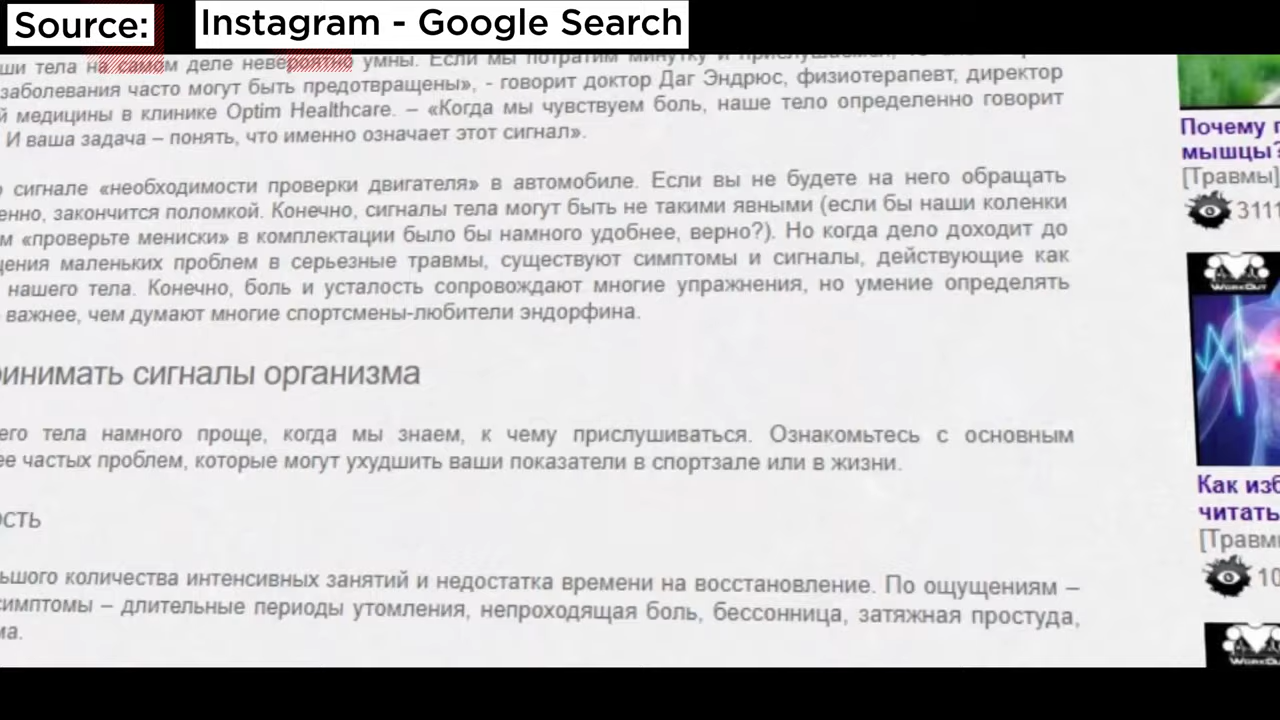 Source: Instagram - Google Search
ши тела на самом деле невероятно умны. Если мы потратим минутку и
заболевания часто могут быть предотвращены», - говорит доктор Даг Эндрюс, физиотерапевт, директор
й медицины в клинике Optim Healthcare. – «Когда мы чувствуем боль, наше тело определенно говорит
И ваша задача – понять, что именно означает этот сигнал».
о сигнале «необходимости проверки двигателя» в автомобиле. Если вы не будете на него обращать
енно, закончится поломкой. Конечно, сигналы тела могут быть не такими явными (если бы наши коленки
м «проверьте мениски» в комплектации было бы намного удобнее, верно?). Но когда дело доходит до
щения маленьких проблем в серьезные травмы, существуют симптомы и сигналы, действующие как
нашего тела. Конечно, боль и усталость сопровождают многие упражнения, но умение определять
важнее, чем думают многие спортсмены-любители эндорфина.
ринимать сигналы организма
его тела намного проще, когда мы знаем, к чему прислушиваться. Ознакомьтесь с основным
ее частых проблем, которые могут ухудшить ваши показатели в спортзале или в жизни.
ость
ьшого количества интенсивных занятий и недостатка времени на восстановление. По ощущениям –
симптомы – длительные периоды утомления, непроходящая боль, бессонница, затяжная простуда,
ма.
Почему п
мышцы?
[Травмы]
3111
WorkOut
Как изб
читать
[Травмы
10
WorkOu